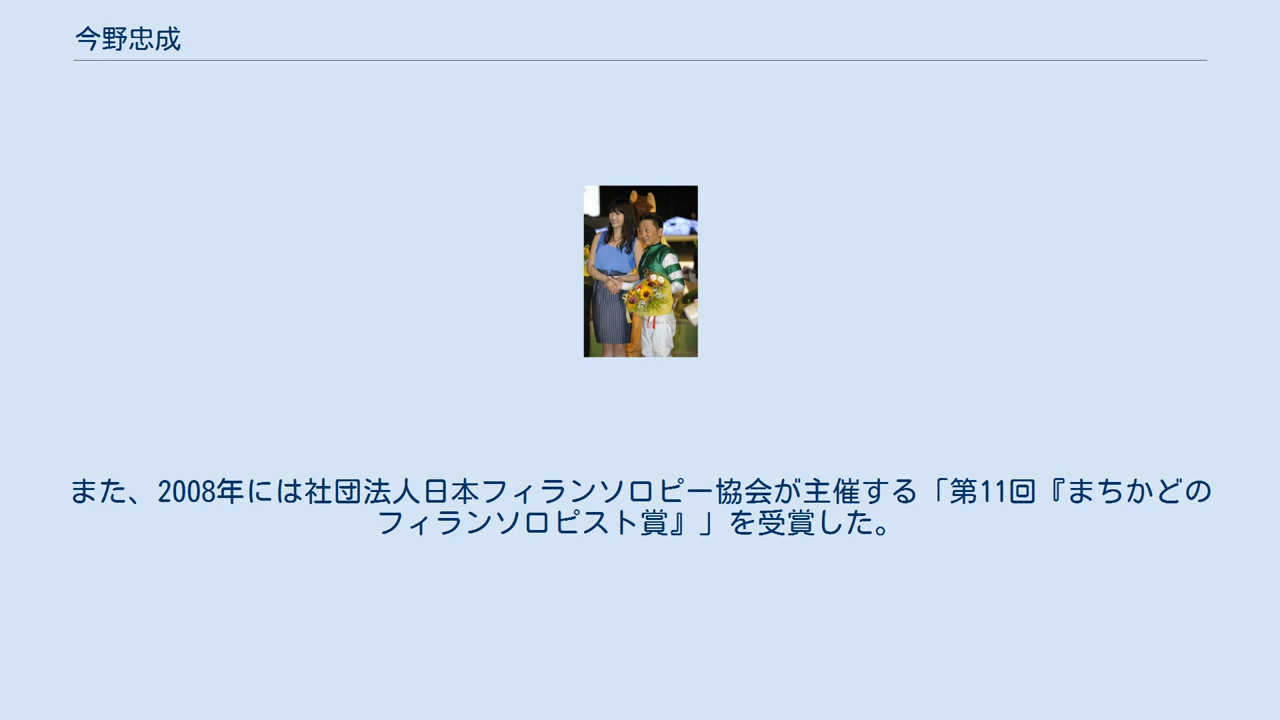 今野忠成
また、2008年には社団法人日本フィランソロピー協会が主催する「第11回『まちかどの
フィランソロピスト賞』」を受賞した。